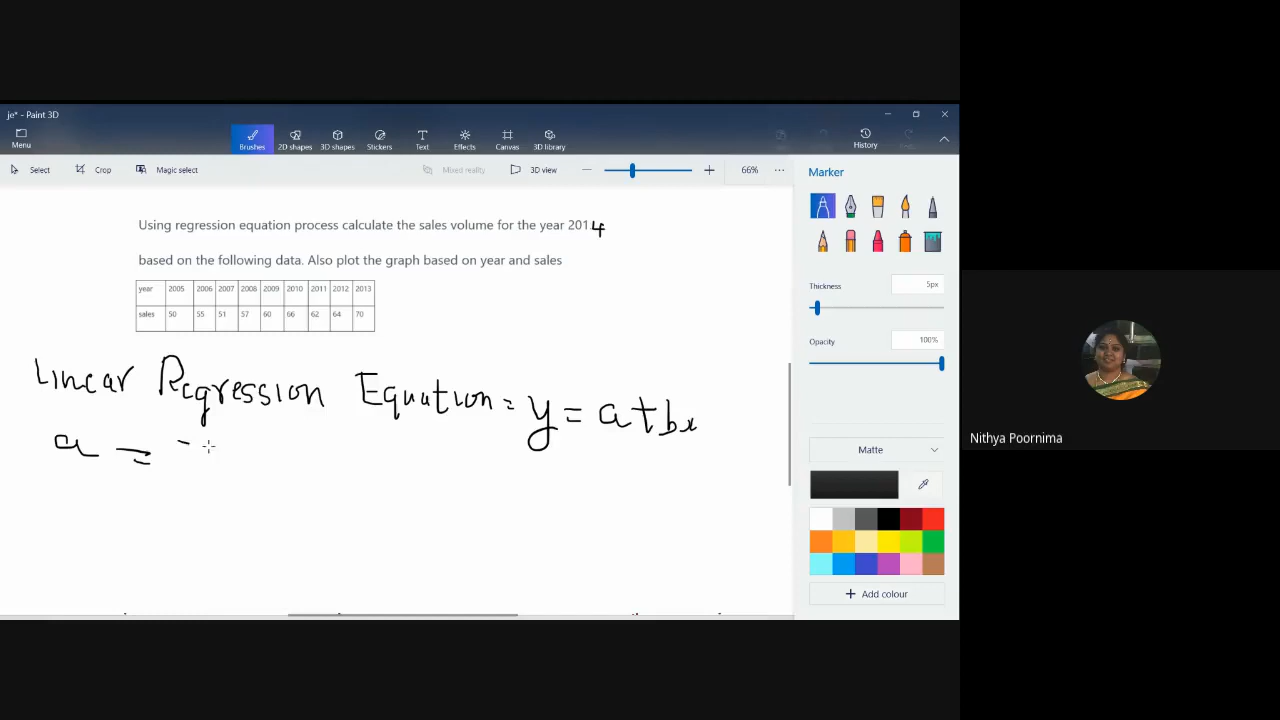 je* - Paint 3D
Menu
Brushes
2D shapes
3D shapes
Stickers
Text
Effects
Canvas
3D library
History
Select
Crop
Magic select
Mixed reality
3D view
66%
Marker
Using regression equation process calculate the sales volume for the year 2014
based on the following data. Also plot the graph based on year and sales
year 2005 2006 2007 2008 2009 2010 2011 2012 2013
sales 50 55 51 57 60 66 62 64 70
Linear Regression Equation = y = a + bx
a =
Thickness
5px
Opacity
100%
Matte
Add colour
Nithya Poornima